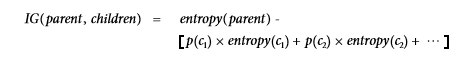 IG(parent, children) = entropy(parent) -
[p(c₁) × entropy(c₁) + p(c₂) × entropy(c₂) + ⋯]